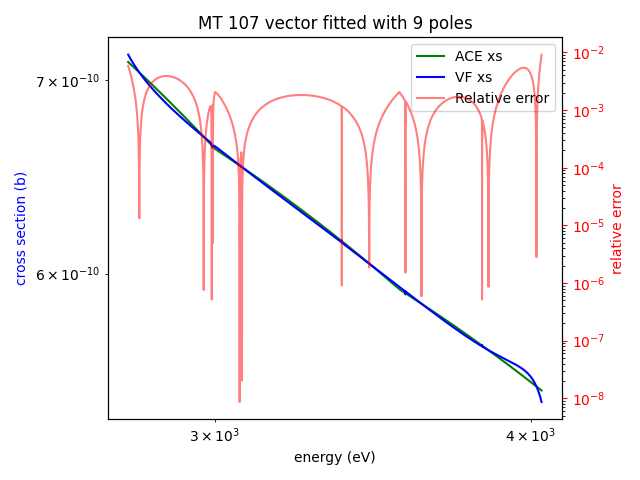 MT 107 vector fitted with 9 poles
ACE xs
VF xs
Relative error
7 × 10⁻¹⁰
6 × 10⁻¹⁰
cross section (b)
10⁻²
10⁻³
10⁻⁴
10⁻⁵
10⁻⁶
10⁻⁷
10⁻⁸
relative error
3 × 10³
4 × 10³
energy (eV)